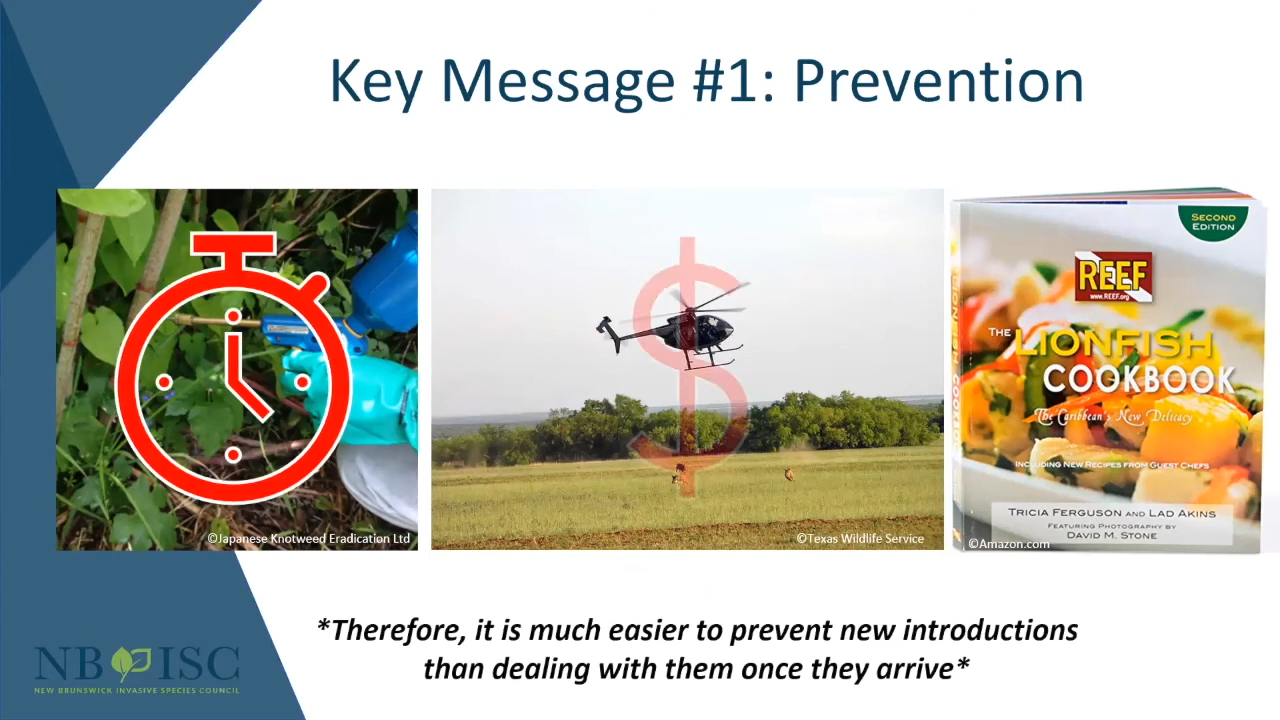 Key Message #1: Prevention
©Japanese Knotweed Eradication Ltd
$
©Texas Wildlife Service
SECOND
EDITION
REEF
www.REEF.org
THE
LIONFISH
COOKBOOK
The Caribbean's New Delicacy
INCLUDING NEW RECIPES FROM GUEST CHEFS
TRICIA FERGUSON AND LAD AKINS
FEATURING PHOTOGRAPHY BY
DAVID M. STONE
©Amazon.com
*Therefore, it is much easier to prevent new introductions
than dealing with them once they arrive*
NB ISC
NEW BRUNSWICK INVASIVE SPECIES COUNCIL